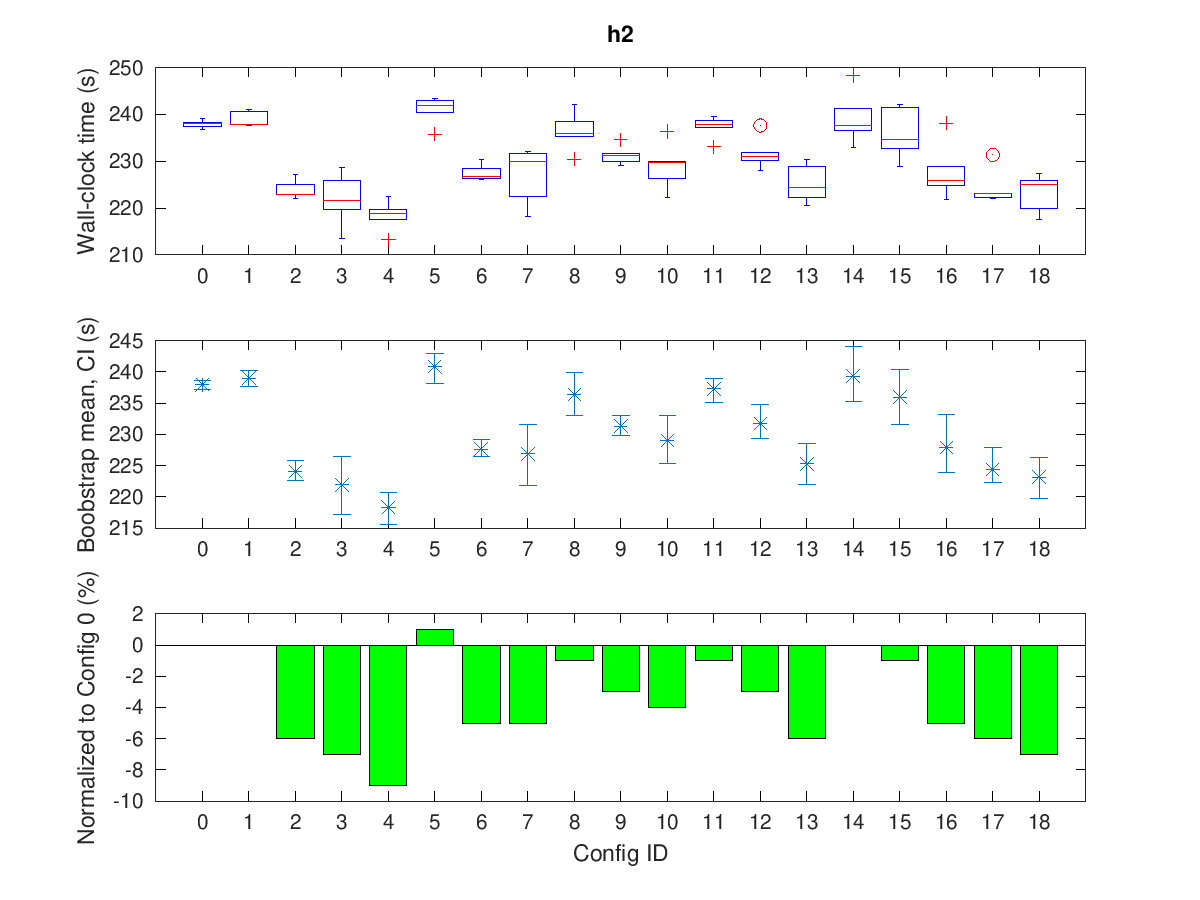 h2
Wall-clock time (s)
250
240
230
220
210
0 1 2 3 4 5 6 7 8 9 10 11 12 13 14 15 16 17 18
Boobstrap mean, CI (s)
245
240
235
230
225
220
215
0 1 2 3 4 5 6 7 8 9 10 11 12 13 14 15 16 17 18
Normalized to Config 0 (%)
2
0
-2
-4
-6
-8
-10
0 1 2 3 4 5 6 7 8 9 10 11 12 13 14 15 16 17 18
Config ID